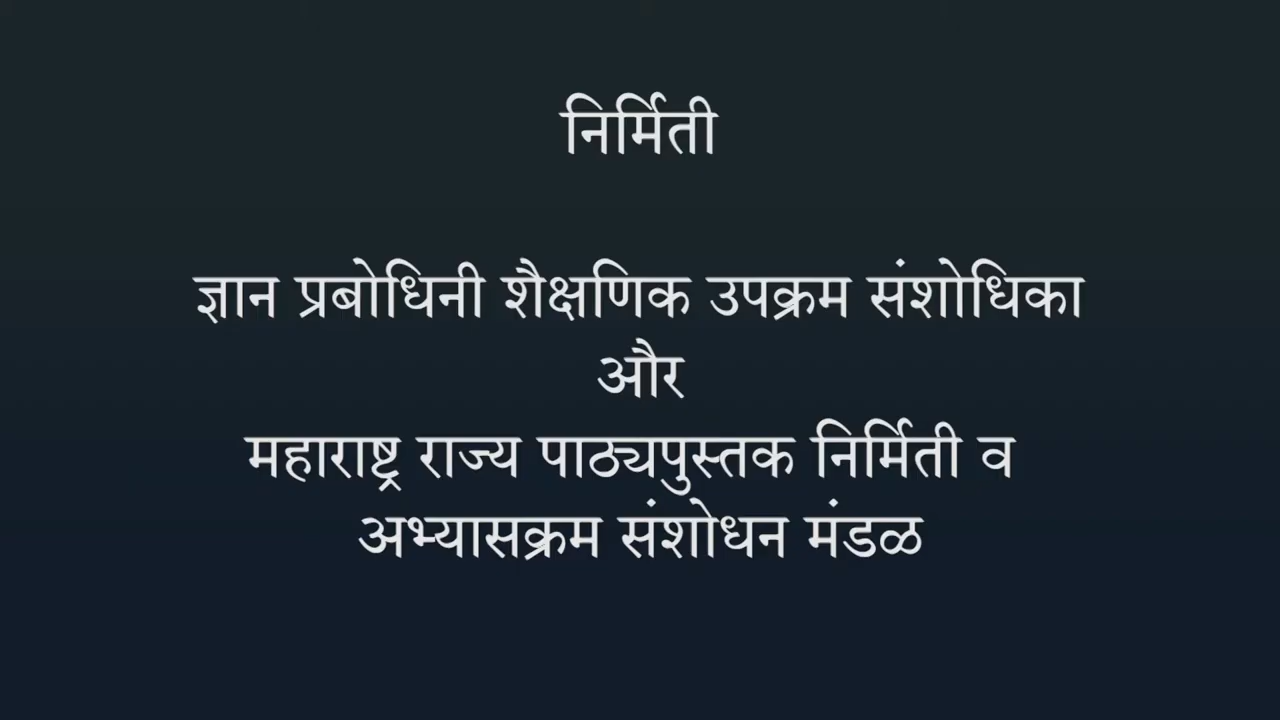 निर्मिती
ज्ञान प्रबोधिनी शैक्षणिक उपक्रम संशोधिका
और
महाराष्ट्र राज्य पाठ्यपुस्तक निर्मिती व
अभ्यासक्रम संशोधन मंडळ